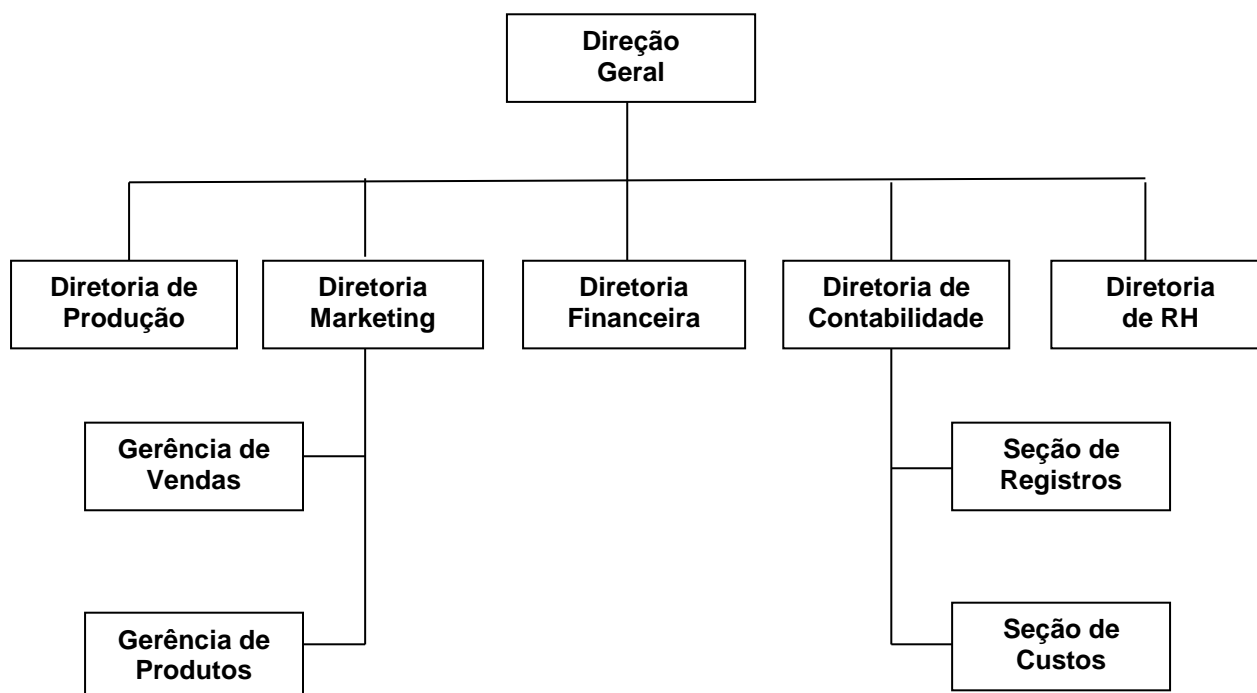 Direção
Geral
Diretoria de
Produção
Diretoria
Marketing
Diretoria
Financeira
Diretoria de
Contabilidade
Diretoria
de RH
Gerência de
Vendas
Seção de
Registros
Gerência de
Produtos
Seção de
Custos